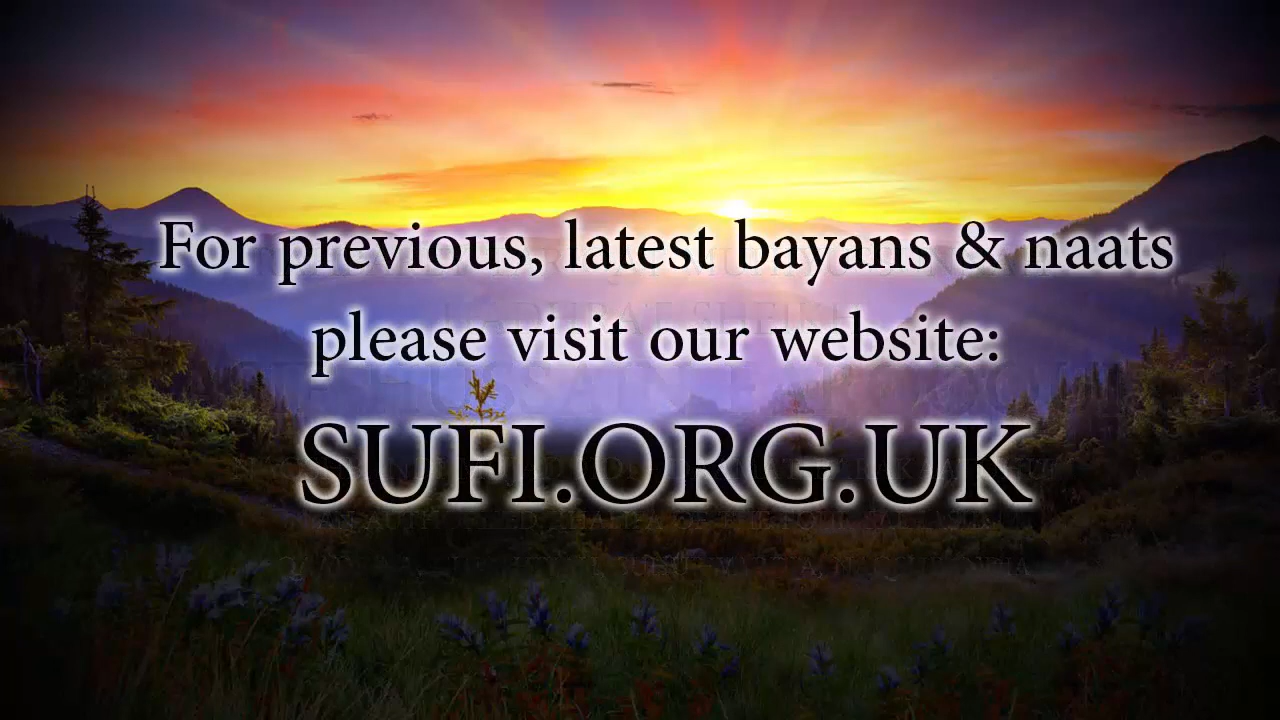 For previous, latest bayans & naats
please visit our website:
SUFI.ORG.UK